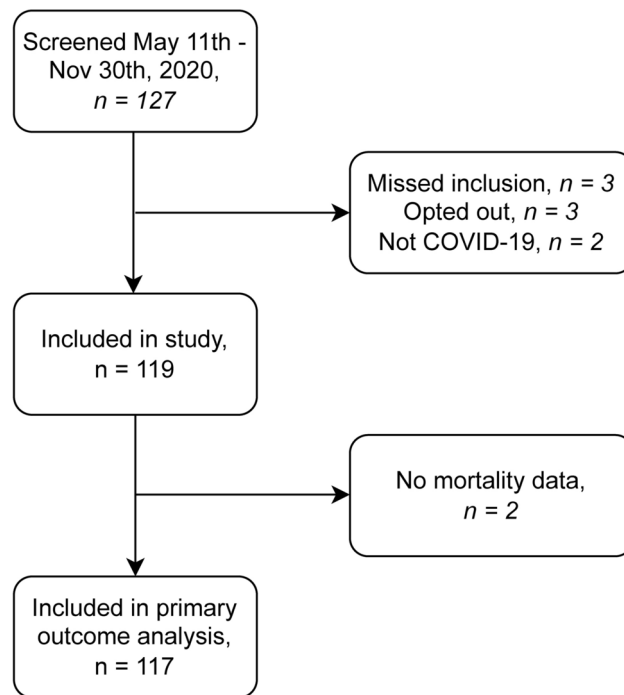 Screened May 11th -
Nov 30th, 2020,
n = 127
Missed inclusion, n = 3
Opted out, n = 3
Not COVID-19, n = 2
Included in study,
n = 119
No mortality data,
n = 2
Included in primary
outcome analysis,
n = 117